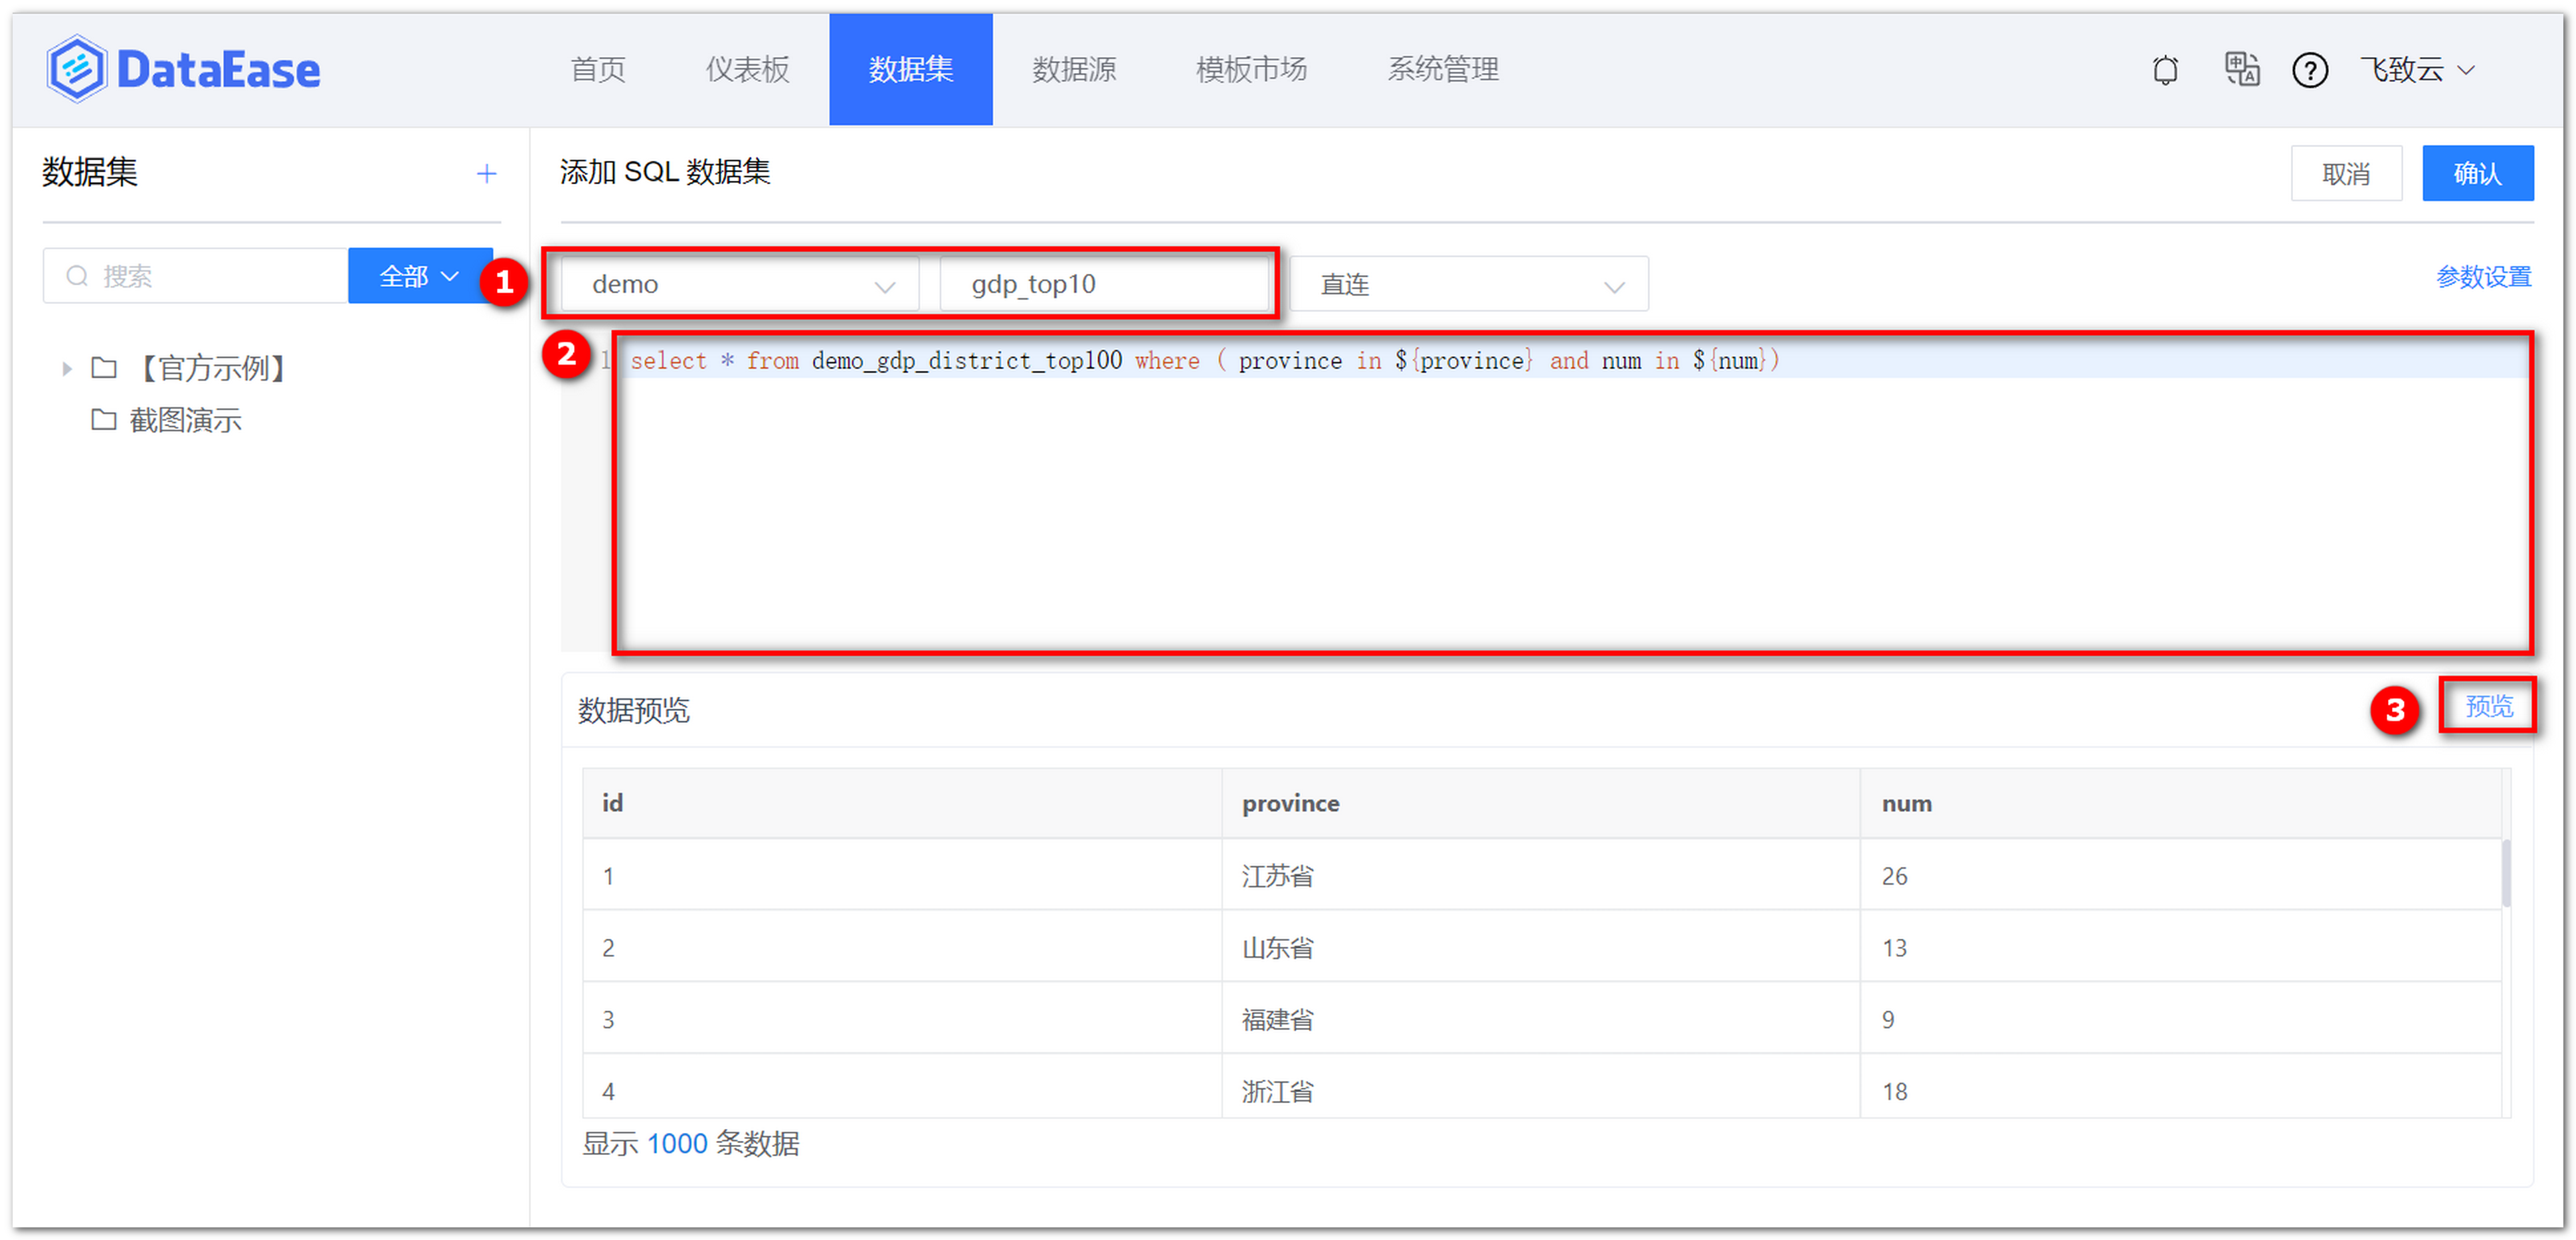 DataEase 首页 仪表板 数据集 数据源 模板市场 系统管理 中 A ? 飞致云
数据集 +
添加 SQL 数据集 取消 确认
搜索 全部
1 demo gdp_top10 直连 参数设置
2 1 select * from demo_gdp_district_top100 where ( province in ${province} and num in ${num})
【官方示例】
截图演示
数据预览 3 预览
id province num
1 江苏省 26
2 山东省 13
3 福建省 9
4 浙江省 18
显示 1000 条数据